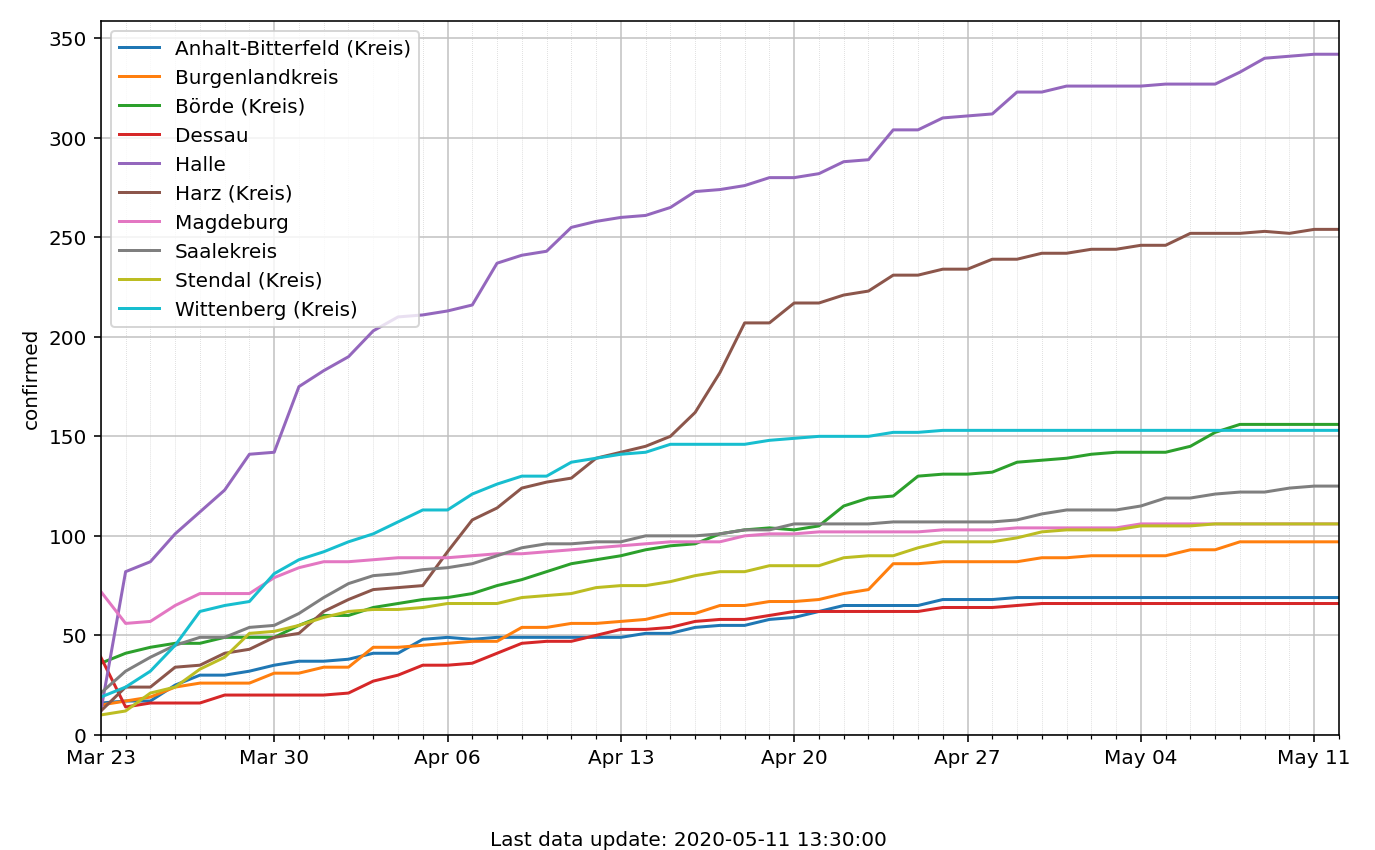 350
300
250
200
150
100
50
0
confirmed
Anhalt-Bitterfeld (Kreis)
Burgenlandkreis
Börde (Kreis)
Dessau
Halle
Harz (Kreis)
Magdeburg
Saalekreis
Stendal (Kreis)
Wittenberg (Kreis)
Mar 23 Mar 30 Apr 06 Apr 13 Apr 20 Apr 27 May 04 May 11
Last data update: 2020-05-11 13:30:00